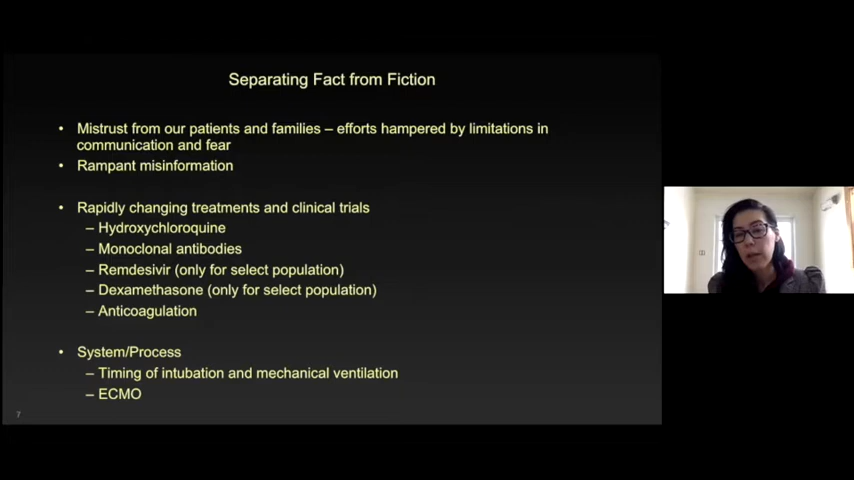 Separating Fact from Fiction
• Mistrust from our patients and families – efforts hampered by limitations in
communication and fear
• Rampant misinformation
• Rapidly changing treatments and clinical trials
– Hydroxychloroquine
– Monoclonal antibodies
– Remdesivir (only for select population)
– Dexamethasone (only for select population)
– Anticoagulation
• System/Process
– Timing of intubation and mechanical ventilation
– ECMO
7